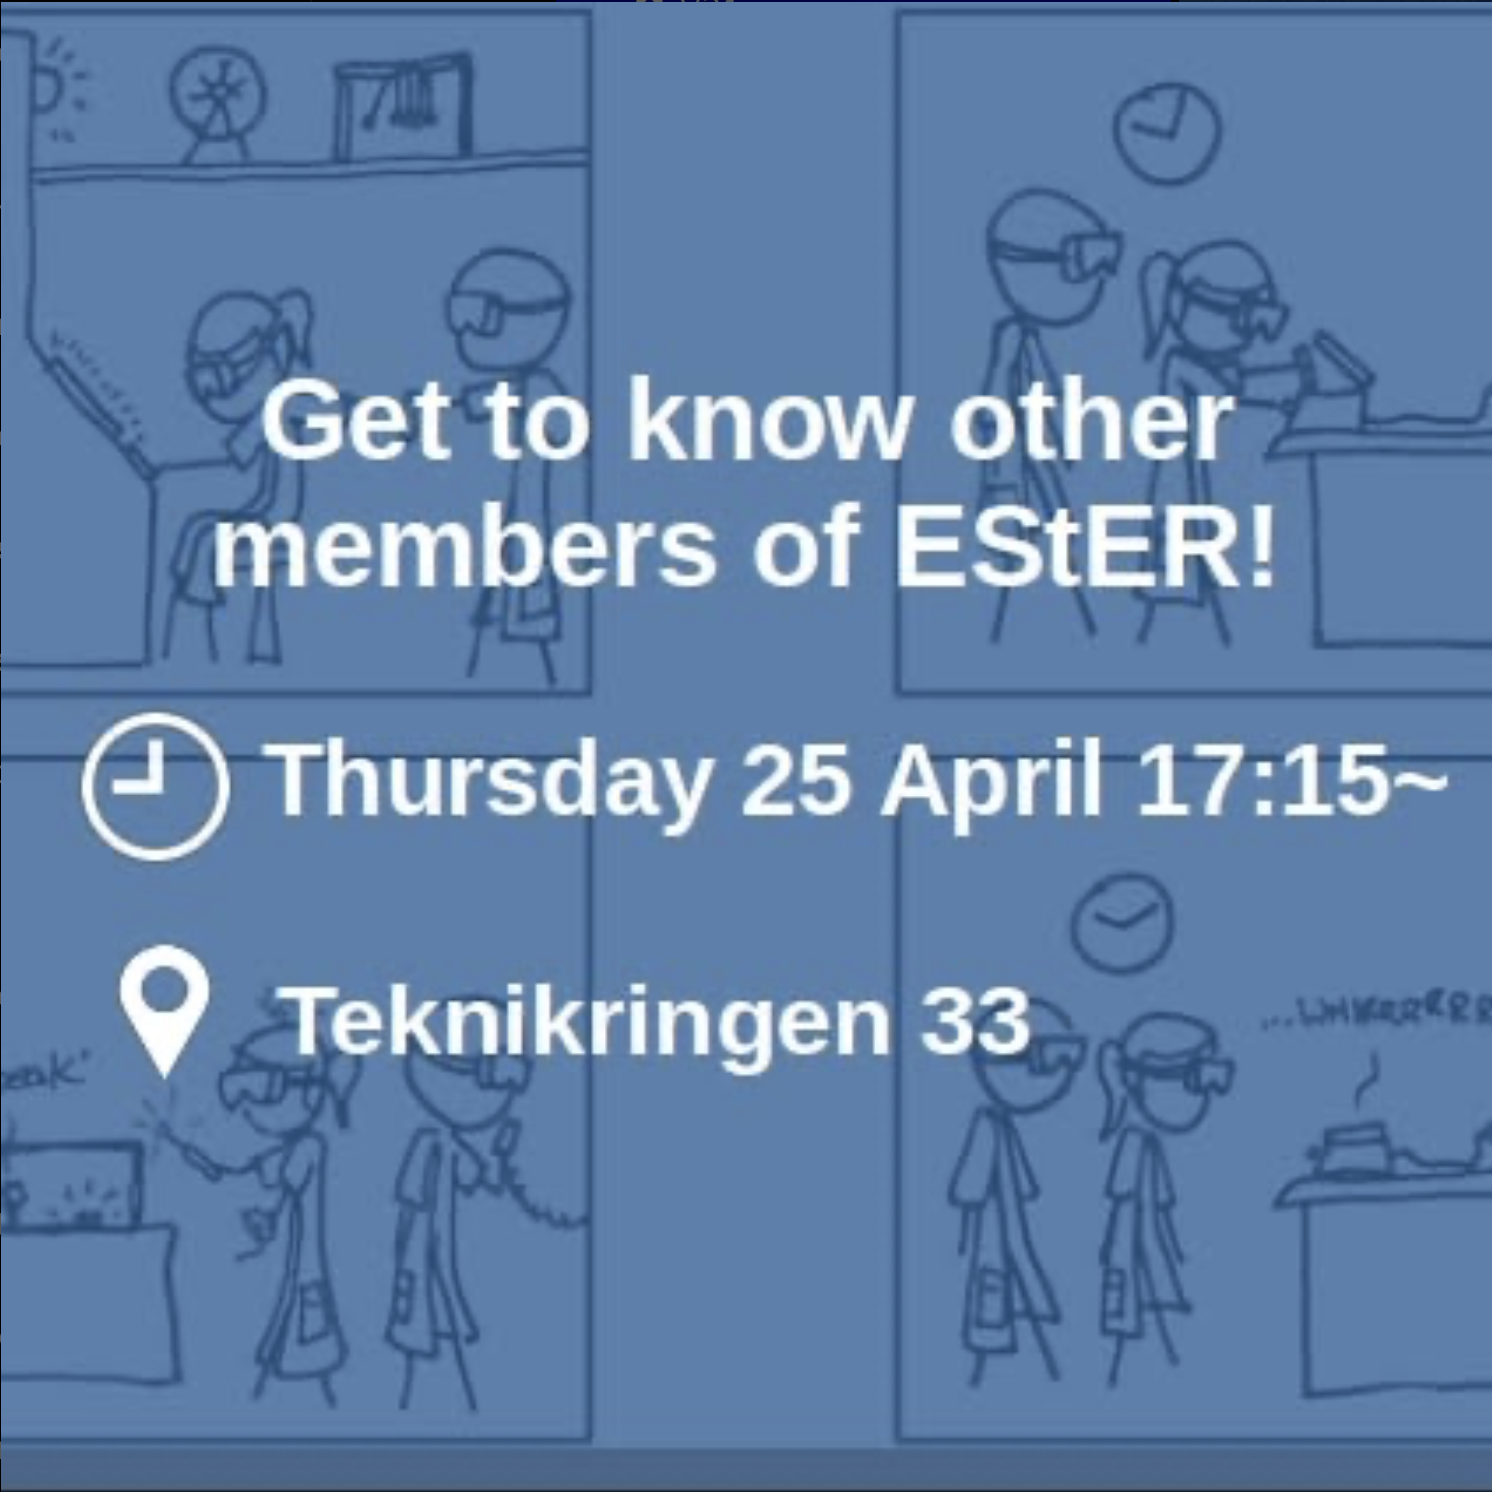 Get to know other
members of EStER!
Thursday 25 April 17:15~
Teknikringen 33